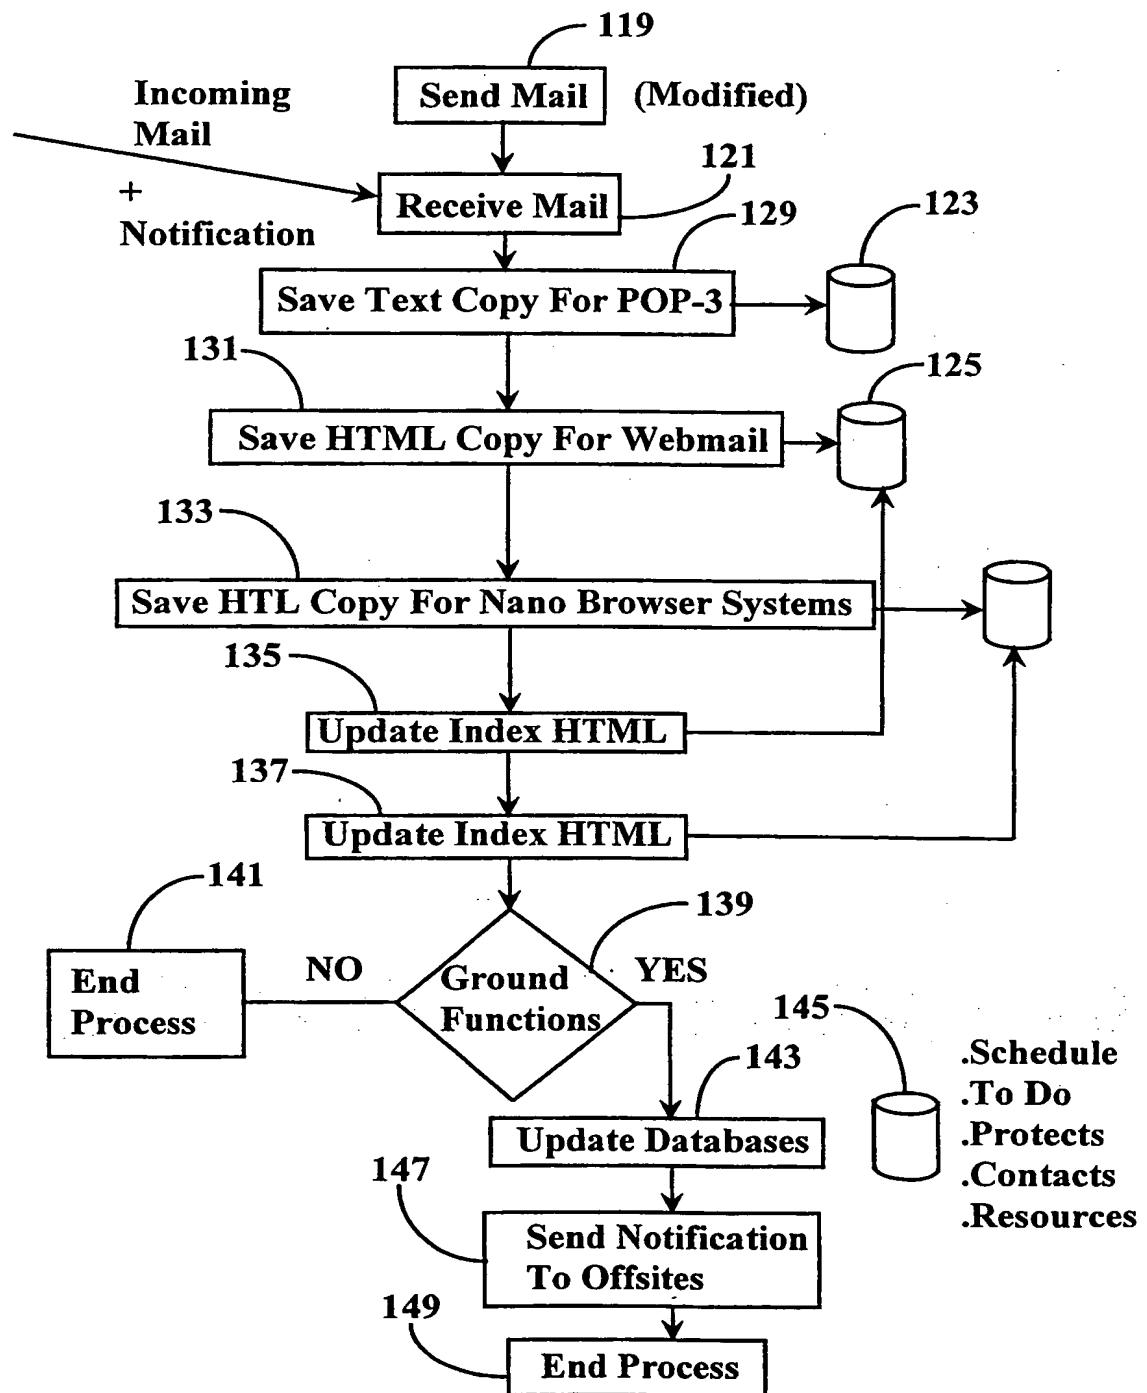 119
Send Mail (Modified)
Incoming
Mail
+
Notification
121
Receive Mail
129
123
Save Text Copy For POP-3
131
125
Save HTML Copy For Webmail
133
Save HTL Copy For Nano Browser Systems
135
Update Index HTML
137
Update Index HTML
141
139
End
Process
NO
Ground
Functions
YES
145
.Schedule
.To Do
.Protects
.Contacts
.Resources
143
Update Databases
147
Send Notification
To Offsites
149
End Process